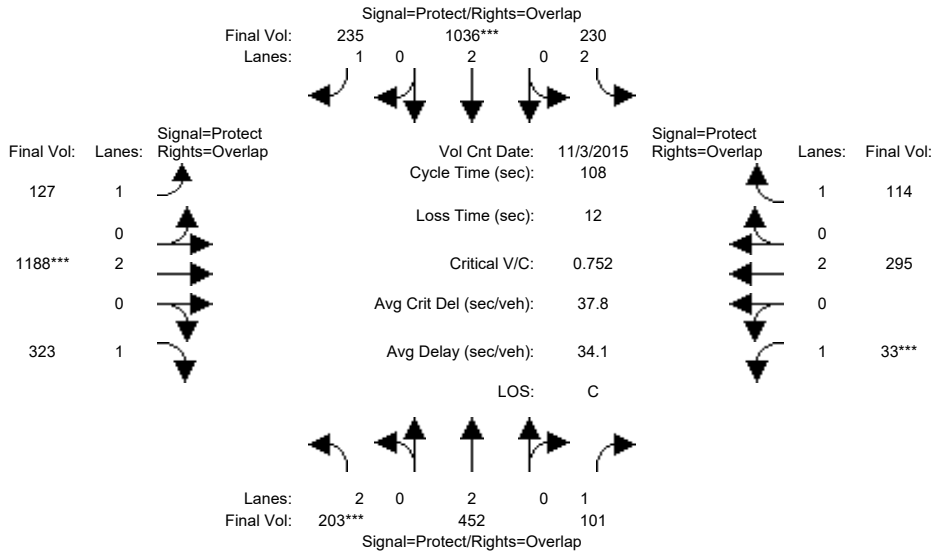 Signal=Protect/Rights=Overlap
Final Vol: 235 1036*** 230
Lanes: 1 0 2 0 2
Signal=Protect
Final Vol: Lanes: Rights=Overlap
Vol Cnt Date: 11/3/2015
Signal=Protect
Rights=Overlap Lanes: Final Vol:
Cycle Time (sec): 108
127 1
1 114
Loss Time (sec): 12
0
0
1188*** 2
Critical V/C: 0.752
2 295
0
Avg Crit Del (sec/veh): 37.8
0
323 1
Avg Delay (sec/veh): 34.1
1 33***
LOS: C
Lanes: 2 0 2 0 1
Final Vol: 203*** 452 101
Signal=Protect/Rights=Overlap